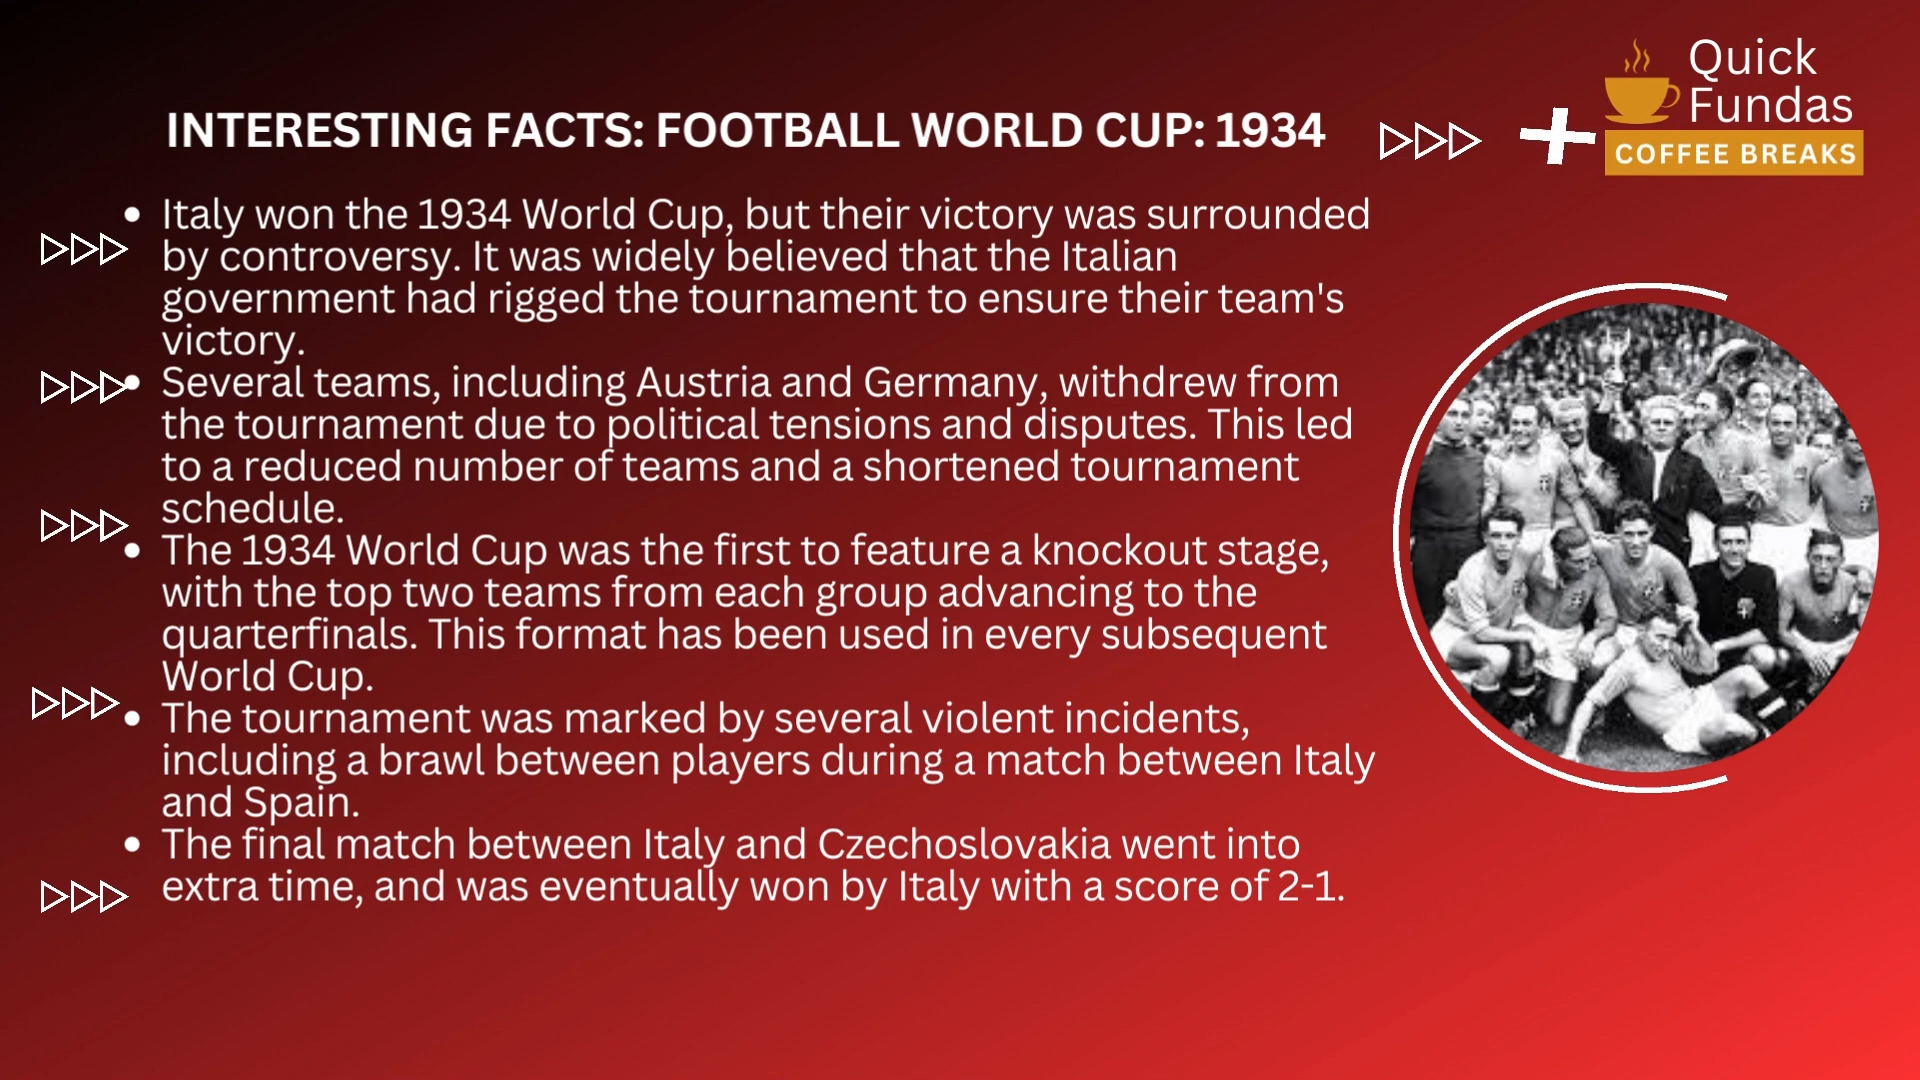 Quick
Fundas
COFFEE BREAKS
INTERESTING FACTS: FOOTBALL WORLD CUP: 1934
• Italy won the 1934 World Cup, but their victory was surrounded
by controversy. It was widely believed that the Italian
government had rigged the tournament to ensure their team's
victory.
• Several teams, including Austria and Germany, withdrew from
the tournament due to political tensions and disputes. This led
to a reduced number of teams and a shortened tournament
schedule.
• The 1934 World Cup was the first to feature a knockout stage,
with the top two teams from each group advancing to the
quarterfinals. This format has been used in every subsequent
World Cup.
• The tournament was marked by several violent incidents,
including a brawl between players during a match between Italy
and Spain.
• The final match between Italy and Czechoslovakia went into
extra time, and was eventually won by Italy with a score of 2-1.